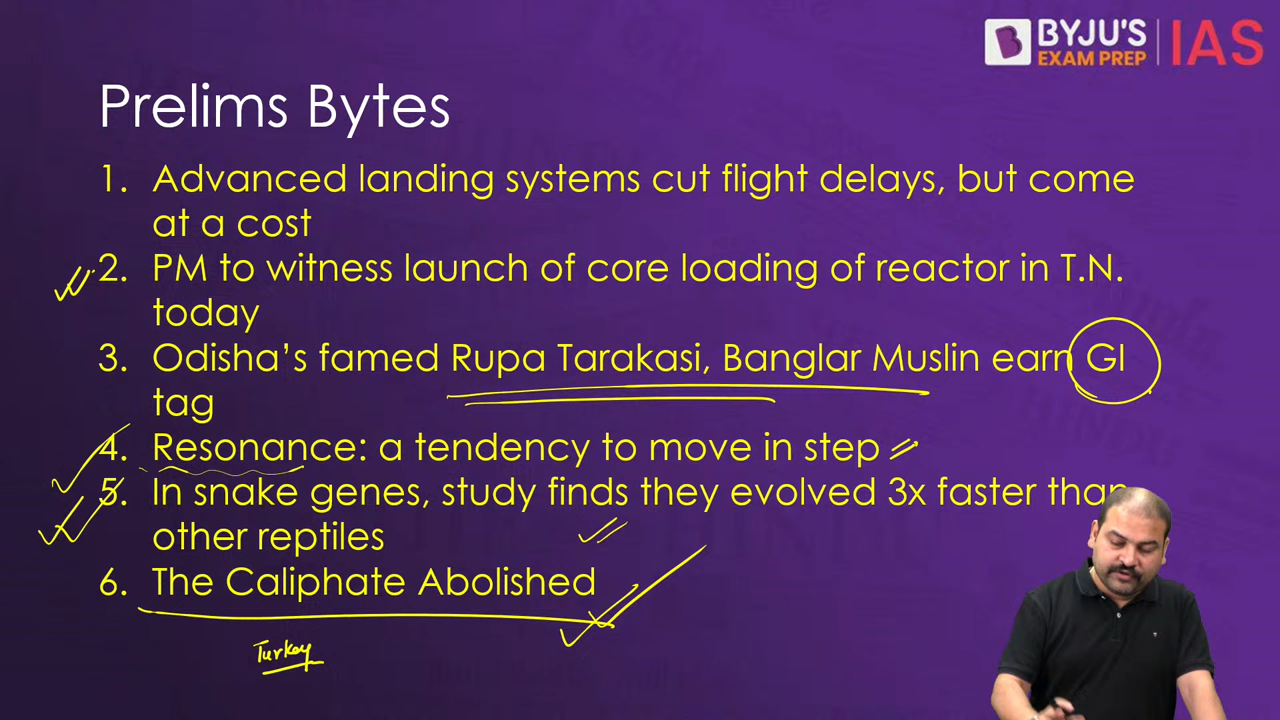 BYJU'S
EXAM PREP
IAS
Prelims Bytes
1. Advanced landing systems cut flight delays, but come
at a cost
2. PM to witness launch of core loading of reactor in T.N.
today
3. Odisha's famed Rupa Tarakasi, Banglar Muslin earn GI
tag
4. Resonance: a tendency to move in step
5. In snake genes, study finds they evolved 3x faster than
other reptiles
6. The Caliphate Abolished
Turkey